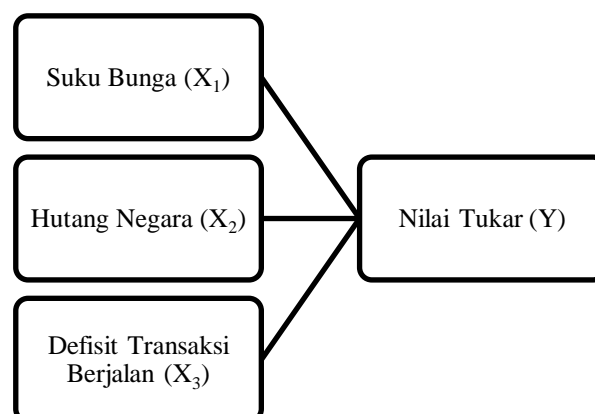 Suku Bunga (X₁)
Hutang Negara (X₂)
Nilai Tukar (Y)
Defisit Transaksi
Berjalan (X₃)